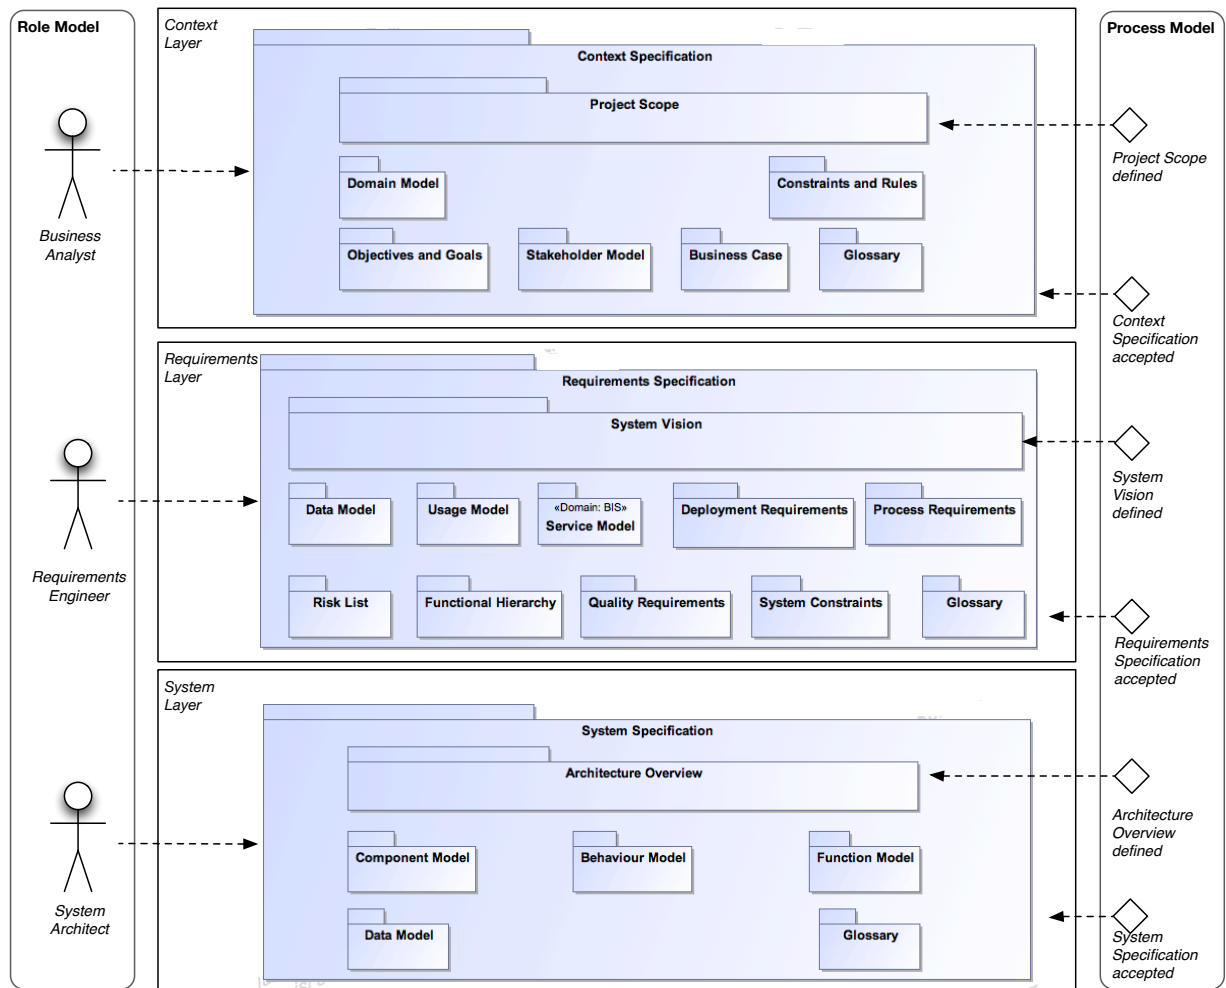 Role Model
Business
Analyst
Requirements
Engineer
System
Architect
Context
Layer
Context Specification
Project Scope
Domain Model
Constraints and Rules
Objectives and Goals
Stakeholder Model
Business Case
Glossary
Requirements
Layer
Requirements Specification
System Vision
Data Model
Usage Model
«Domain: BIS»
Service Model
Deployment Requirements
Process Requirements
Risk List
Functional Hierarchy
Quality Requirements
System Constraints
Glossary
System
Layer
System Specification
Architecture Overview
Component Model
Behaviour Model
Function Model
Data Model
Glossary
Process Model
Project Scope
defined
Context
Specification
accepted
System
Vision
defined
Requirements
Specification
accepted
Architecture
Overview
defined
System
Specification
accepted